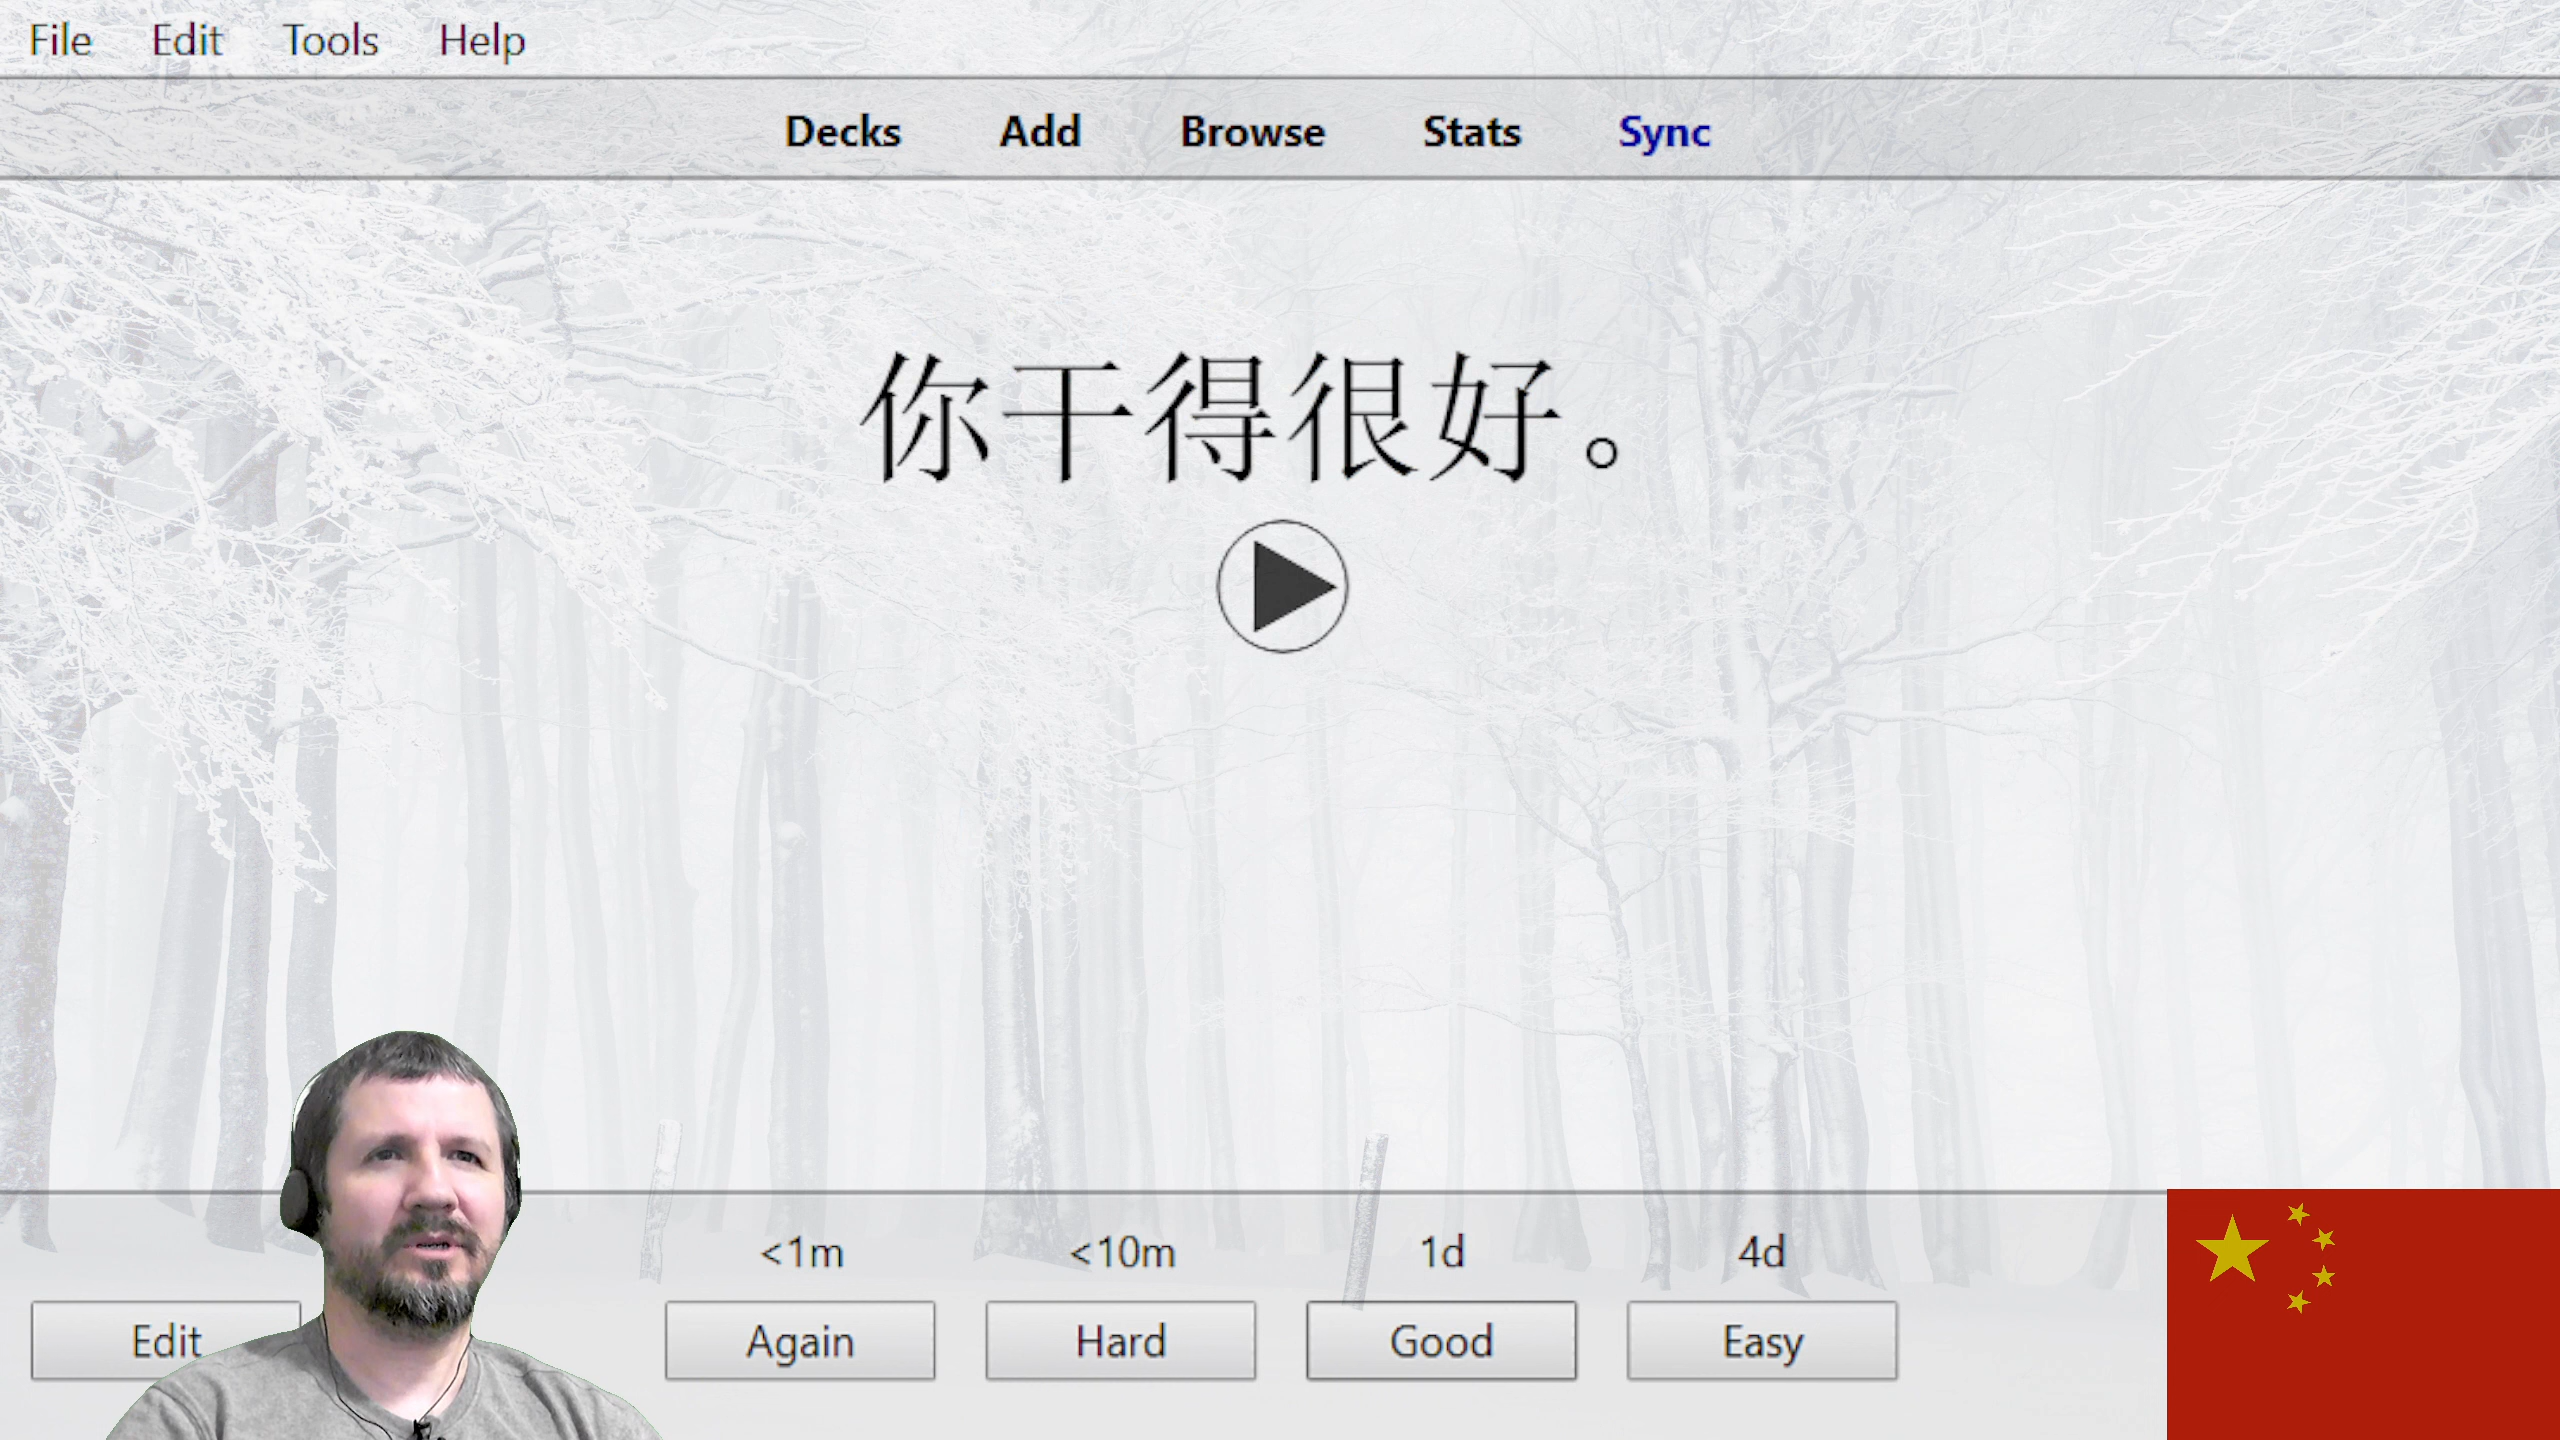 File Edit Tools Help
Decks Add Browse Stats Sync
你干得很好。
<1m <10m 1d 4d
Edit Again Hard Good Easy